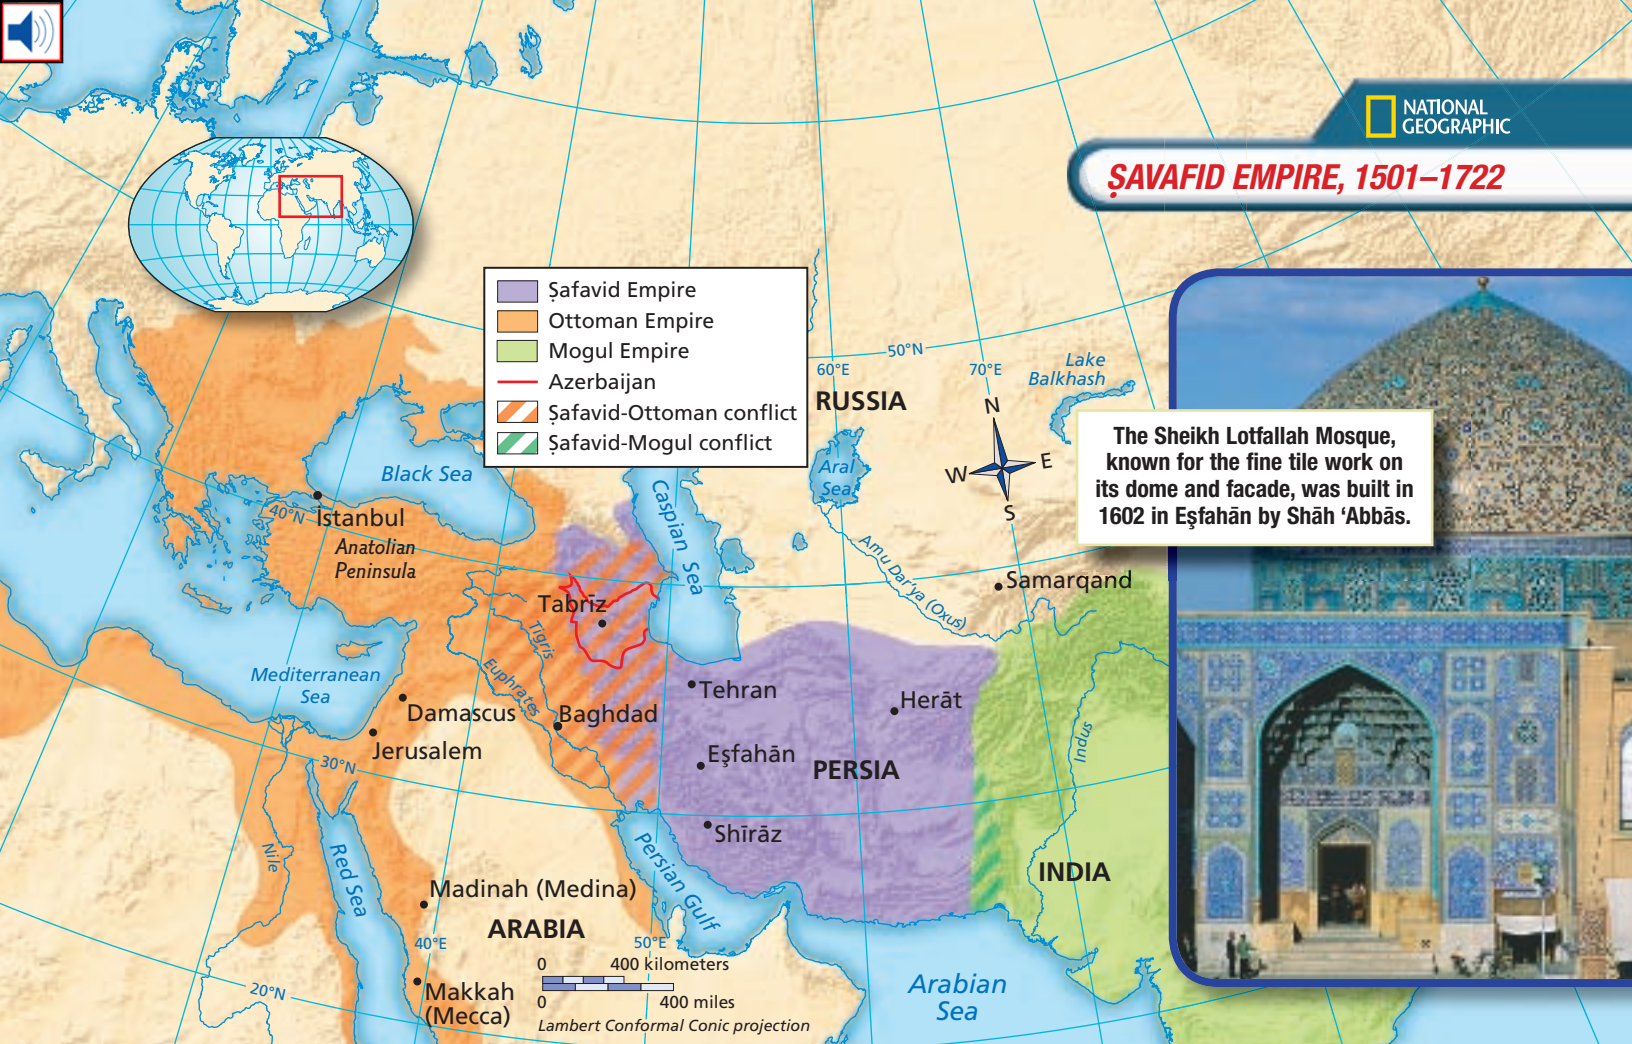 NATIONAL
GEOGRAPHIC
ṢAVAFID EMPIRE, 1501–1722
Ṣafavid Empire
Ottoman Empire
Mogul Empire
Azerbaijan
Ṣafavid-Ottoman conflict
Ṣafavid-Mogul conflict
50°N
60°E
70°E
Lake
Balkhash
RUSSIA
N
W
E
S
The Sheikh Lotfallah Mosque,
known for the fine tile work on
its dome and facade, was built in
1602 in Eşfahān by Shāh ‘Abbās.
Black Sea
Caspian Sea
Aral
Sea
40°N
İstanbul
Anatolian
Peninsula
Amu Dar'ya (Oxus)
Samarqand
Tabrīz
Tigris
Euphrates
Mediterranean
Sea
Tehran
Herāt
Damascus
Baghdad
Jerusalem
Eşfahān
PERSIA
Indus
30°N
Shīrāz
Nile
Red Sea
Persian Gulf
INDIA
Madinah (Medina)
ARABIA
40°E
50°E
0
400 kilometers
0
400 miles
Lambert Conformal Conic projection
20°N
Makkah
(Mecca)
Arabian
Sea